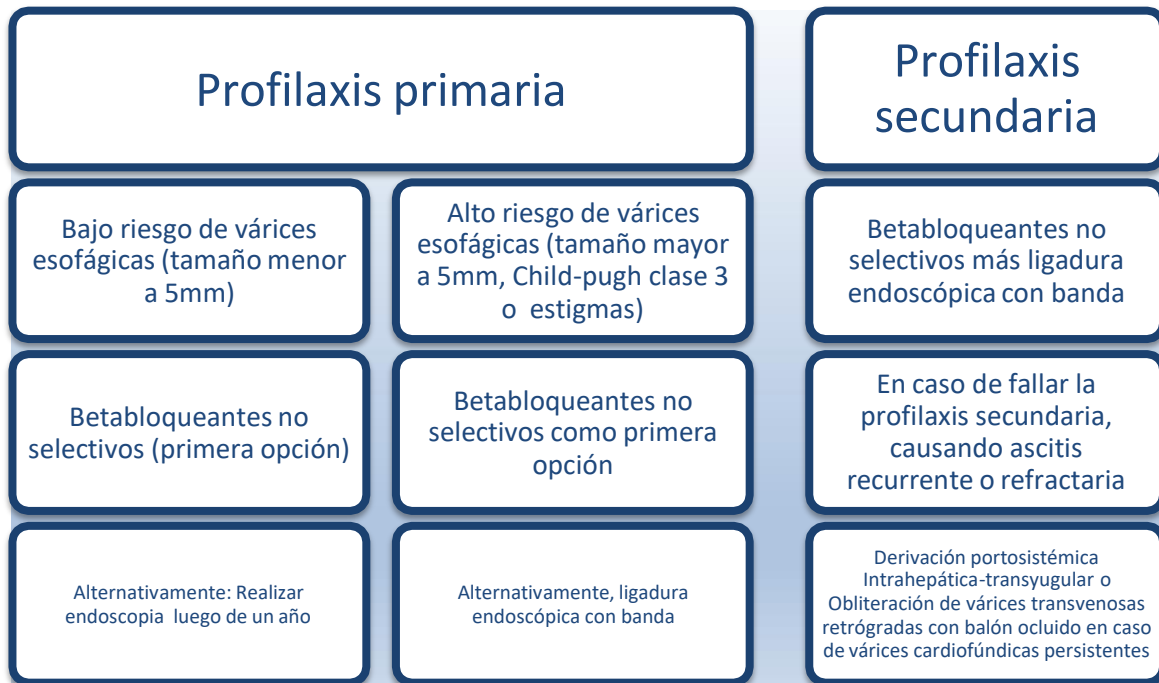 Profilaxis primaria
Profilaxis
secundaria
Bajo riesgo de várices
esofágicas (tamaño menor
a 5mm)
Alto riesgo de várices
esofágicas (tamaño mayor
a 5mm, Child-pugh clase 3
o estigmas)
Betabloqueantes no
selectivos más ligadura
endoscópica con banda
Betabloqueantes no
selectivos (primera opción)
Betabloqueantes no
selectivos como primera
opción
En caso de fallar la
profilaxis secundaria,
causando ascitis
recurrente o refractaria
Alternativamente: Realizar
endoscopia luego de un año
Alternativamente, ligadura
endoscópica con banda
Derivación portosistémica
Intrahepática-transyugular o
Obliteración de várices transvenosas
retrógradas con balón ocluido en caso
de várices cardiofúndicas persistentes